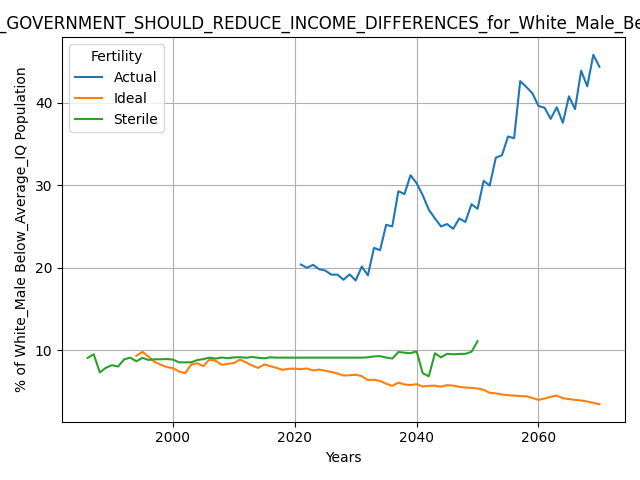 _GOVERNMENT_SHOULD_REDUCE_INCOME_DIFFERENCES_for_White_Male_Be
Fertility
Actual
Ideal
Sterile
% of White_Male Below_Average_IQ Population
40
30
20
10
2000 2020 2040 2060
Years